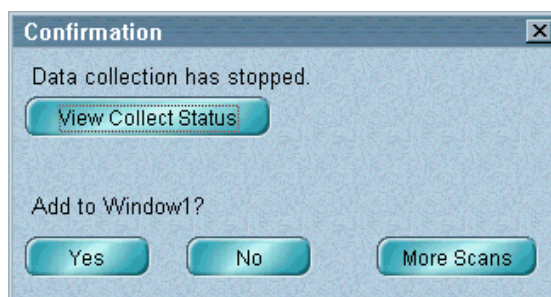 Confirmation
Data collection has stopped.
View Collect Status
Add to Window1?
Yes No More Scans